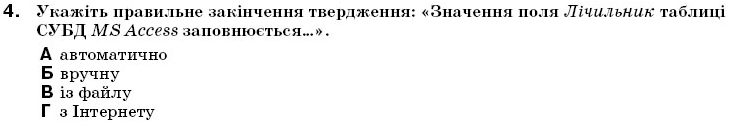 4. Укажіть правильне закінчення твердження: «Значення поля Лічильник таблиці
СУБД MS Access заповнюється...».
А автоматично
Б вручну
В із файлу
Г з Інтернету